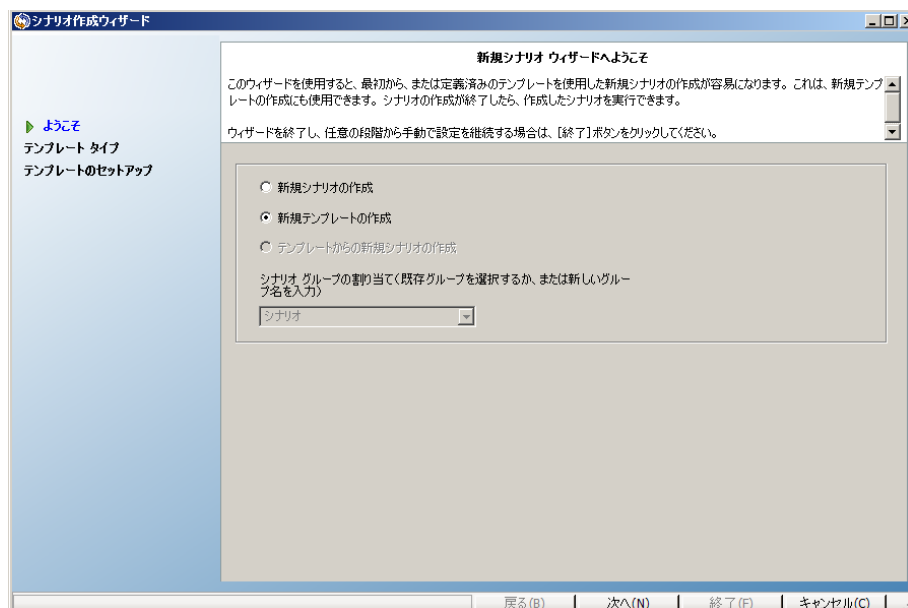 シナリオ作成ウィザード
新規シナリオ ウィザードへようこそ
このウィザードを使用すると、最初から、または定義済みのテンプレートを使用した新規シナリオの作成が容易になります。これは、新規テンプ
レートの作成にも使用できます。シナリオの作成が終了したら、作成したシナリオを実行できます。
ウィザードを終了し、任意の段階から手動で設定を継続する場合は、[終了]ボタンをクリックしてください。
ようこそ
テンプレート タイプ
テンプレートのセットアップ
新規シナリオの作成
新規テンプレートの作成
テンプレートからの新規シナリオの作成
シナリオ グループの割り当て(既存グループを選択するか、または新しいグルー
プ名を入力)
シナリオ
戻る(B)
次へ(N)
終了(F)
キャンセル(C)